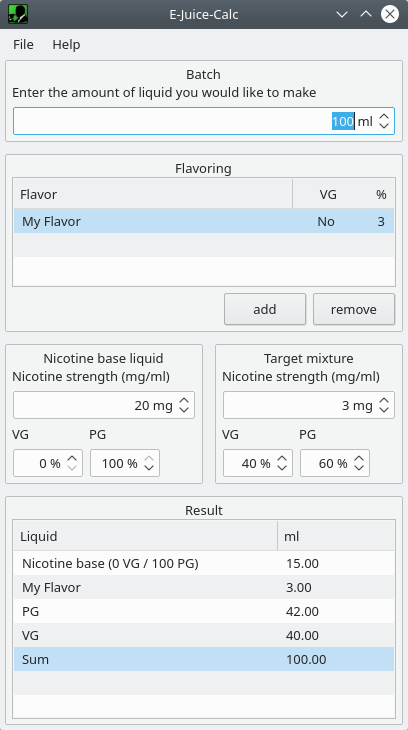 E-Juice-Calc
File Help
Batch
Enter the amount of liquid you would like to make
100 ml
Flavoring
Flavor VG %
My Flavor No 3
add remove
Nicotine base liquid
Nicotine strength (mg/ml)
20 mg
VG PG
0 % 100 %
Target mixture
Nicotine strength (mg/ml)
3 mg
VG PG
40 % 60 %
Result
Liquid ml
Nicotine base (0 VG / 100 PG) 15.00
My Flavor 3.00
PG 42.00
VG 40.00
Sum 100.00